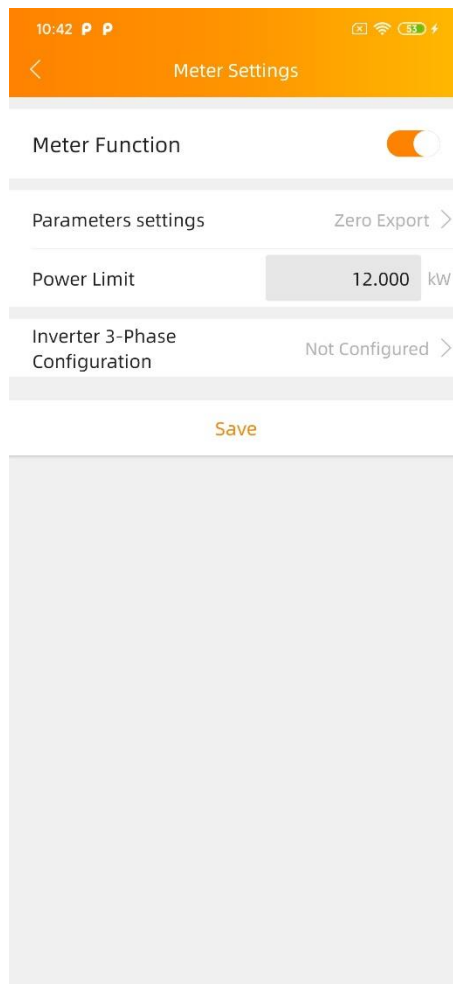 10:42 P P 53
Meter Settings
Meter Function
Parameters settings Zero Export
Power Limit 12.000 kW
Inverter 3-Phase
Configuration Not Configured
Save